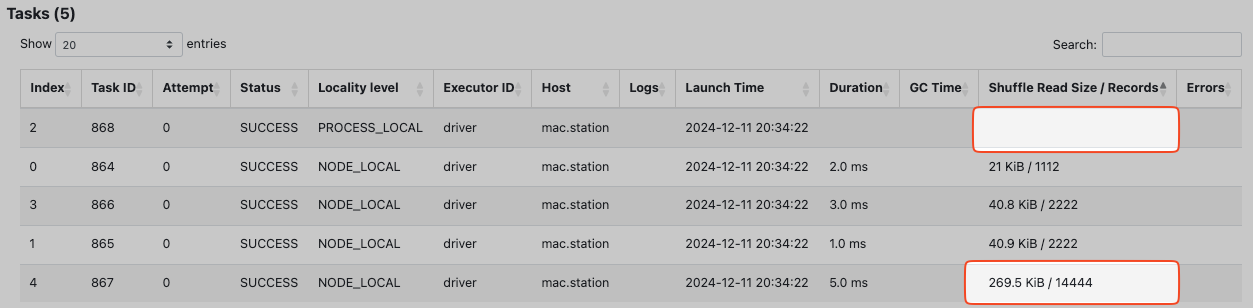 Tasks (5)
Show 20 entries Search:
Index Task ID Attempt Status Locality level Executor ID Host Logs Launch Time Duration GC Time Shuffle Read Size / Records Errors
2 868 0 SUCCESS PROCESS_LOCAL driver mac.station 2024-12-11 20:34:22
0 864 0 SUCCESS NODE_LOCAL driver mac.station 2024-12-11 20:34:22 2.0 ms 21 KiB / 1112
3 866 0 SUCCESS NODE_LOCAL driver mac.station 2024-12-11 20:34:22 3.0 ms 40.8 KiB / 2222
1 865 0 SUCCESS NODE_LOCAL driver mac.station 2024-12-11 20:34:22 1.0 ms 40.9 KiB / 2222
4 867 0 SUCCESS NODE_LOCAL driver mac.station 2024-12-11 20:34:22 5.0 ms 269.5 KiB / 14444